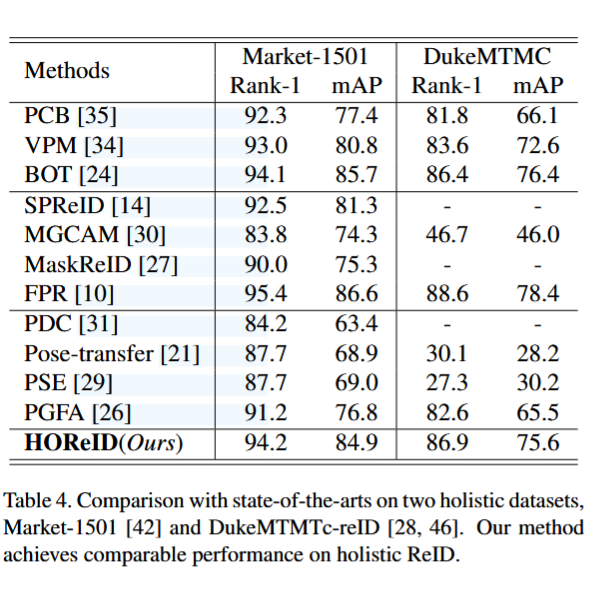 Methods Market-1501 DukeMTMC
Rank-1 mAP Rank-1 mAP
PCB [35] 92.3 77.4 81.8 66.1
VPM [34] 93.0 80.8 83.6 72.6
BOT [24] 94.1 85.7 86.4 76.4
SPReID [14] 92.5 81.3 - -
MGCAM [30] 83.8 74.3 46.7 46.0
MaskReID [27] 90.0 75.3 - -
FPR [10] 95.4 86.6 88.6 78.4
PDC [31] 84.2 63.4 - -
Pose-transfer [21] 87.7 68.9 30.1 28.2
PSE [29] 87.7 69.0 27.3 30.2
PGFA [26] 91.2 76.8 82.6 65.5
HOReID(Ours) 94.2 84.9 86.9 75.6
Table 4. Comparison with state-of-the-arts on two holistic datasets,
Market-1501 [42] and DukeMTMTc-reID [28, 46]. Our method
achieves comparable performance on holistic ReID.